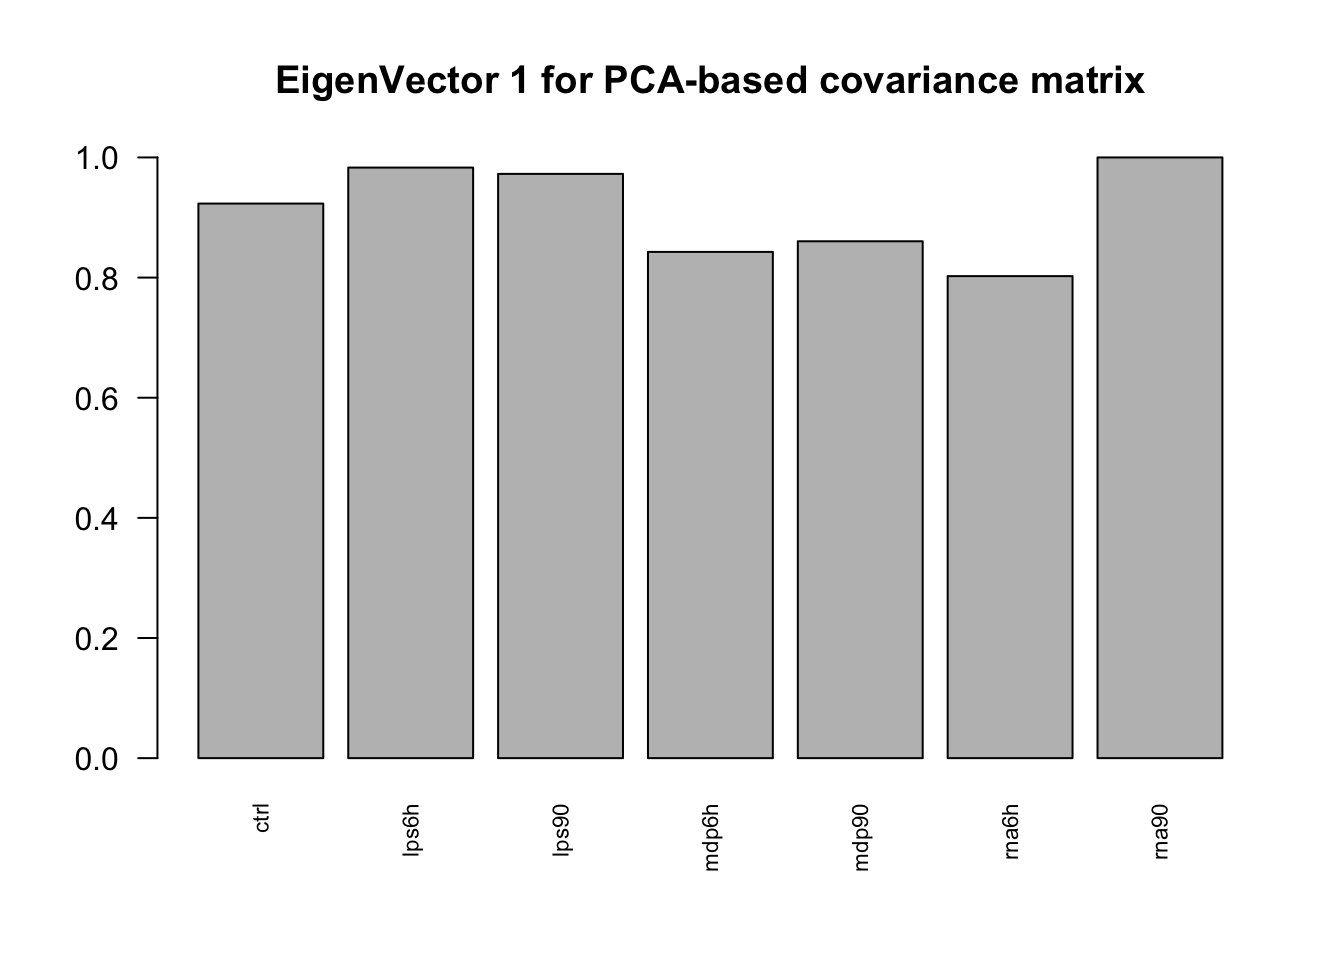 EigenVector 1 for PCA-based covariance matrix
1.0
0.8
0.6
0.4
0.2
0.0
ctrl
lps6h
lps90
mdp6h
mdp90
rna6h
rna90